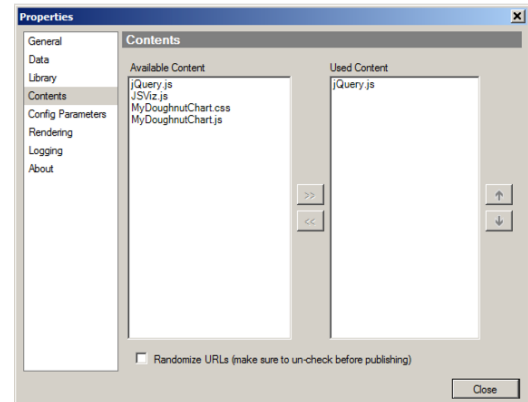 Properties
General
Data
Library
Contents
Config Parameters
Rendering
Logging
About
Contents
Available Content
jQuery.js
JSViz.js
MyDoughnutChart.css
MyDoughnutChart.js
>>
<<
Used Content
jQuery.js
Randomize URLs (make sure to un-check before publishing)
Close